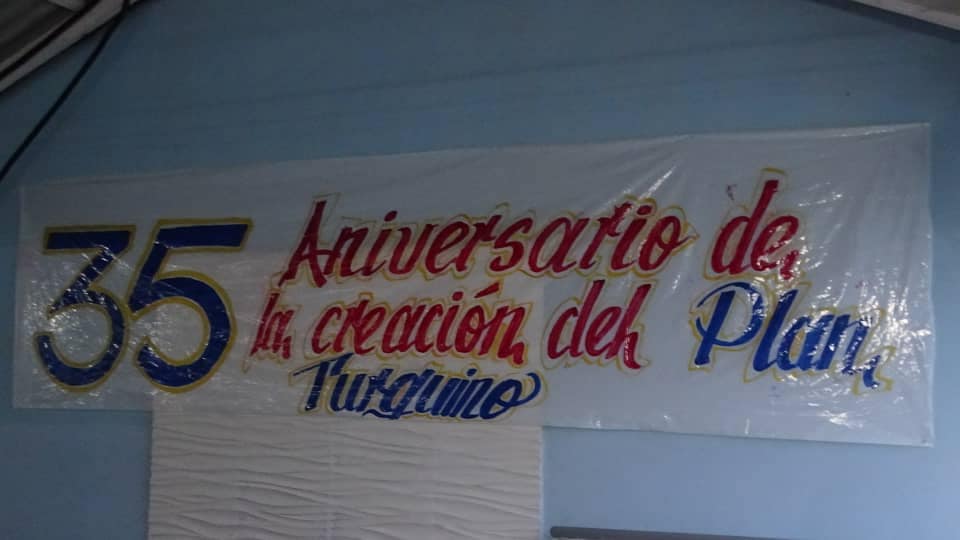 35 Aniversario de
la creación del Plan
Turquino